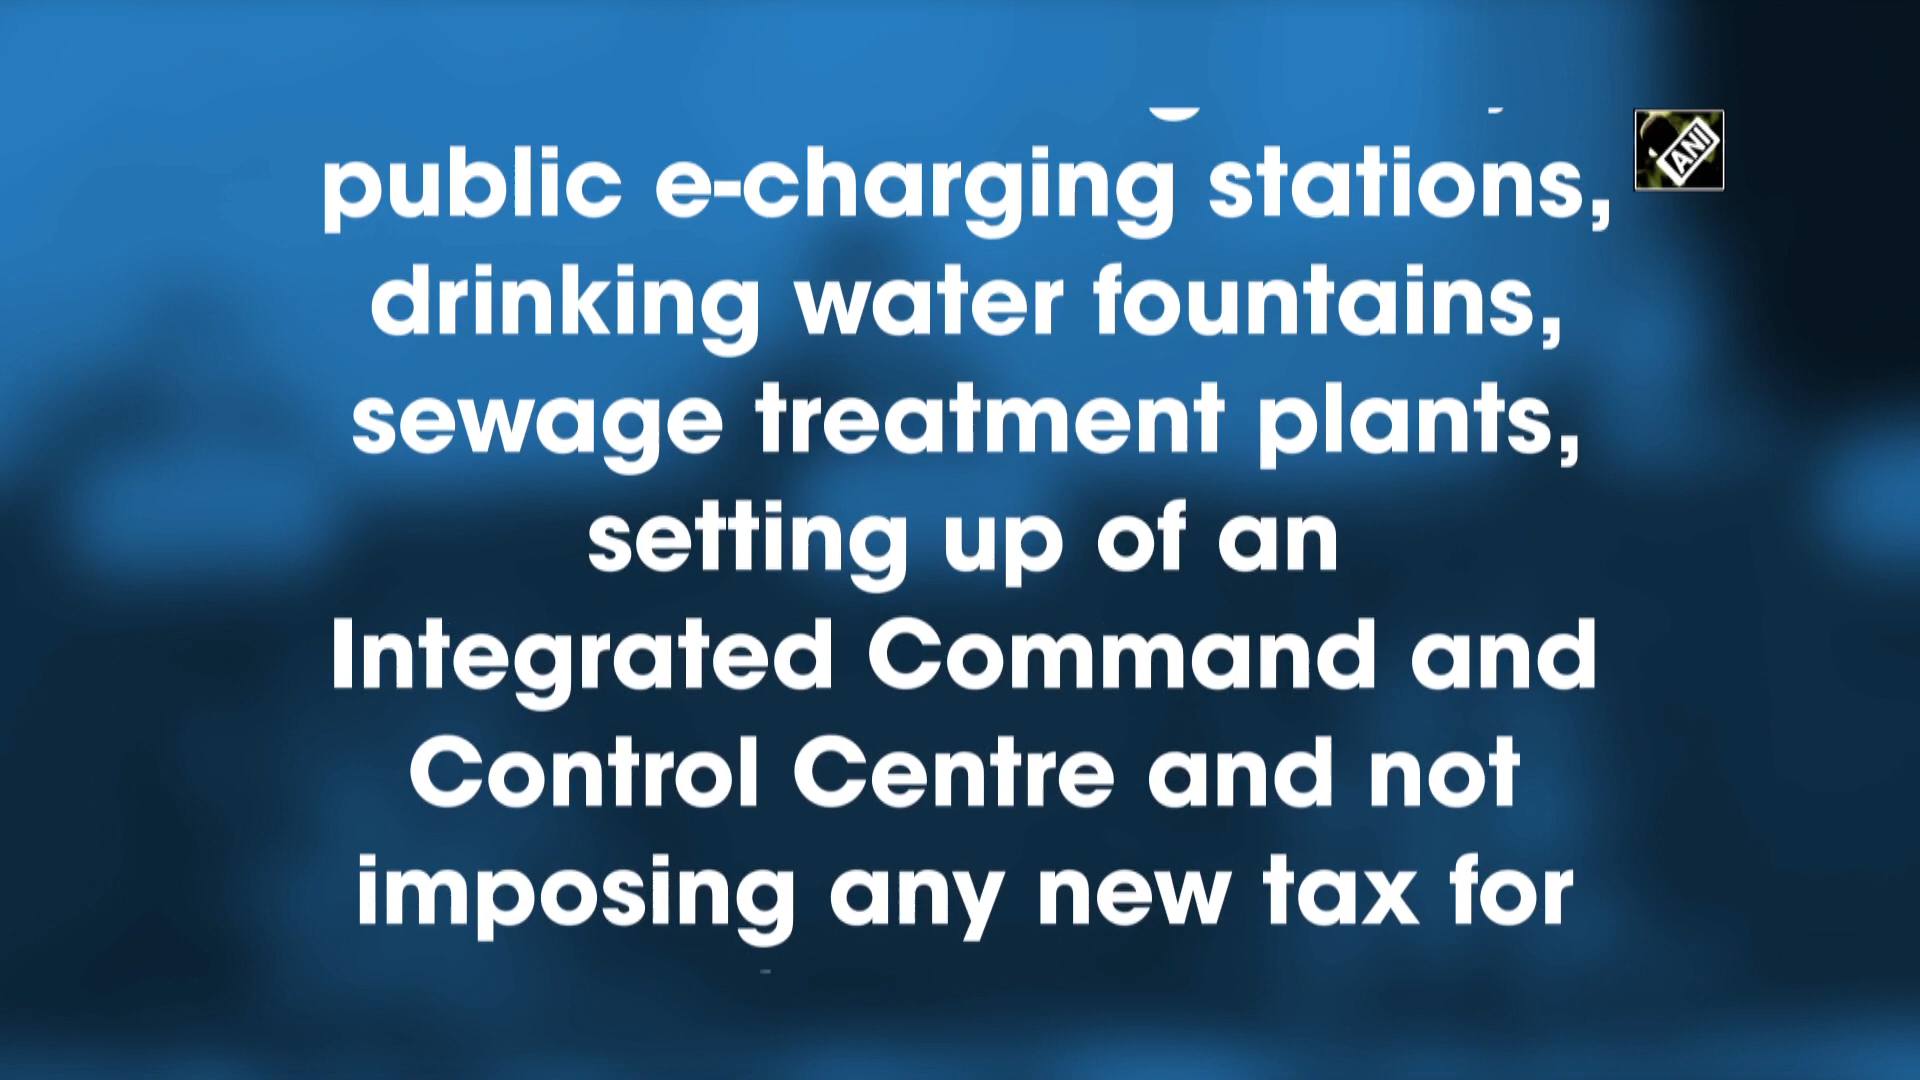 ANI
public e-charging stations,
drinking water fountains,
sewage treatment plants,
setting up of an
Integrated Command and
Control Centre and not
imposing any new tax for